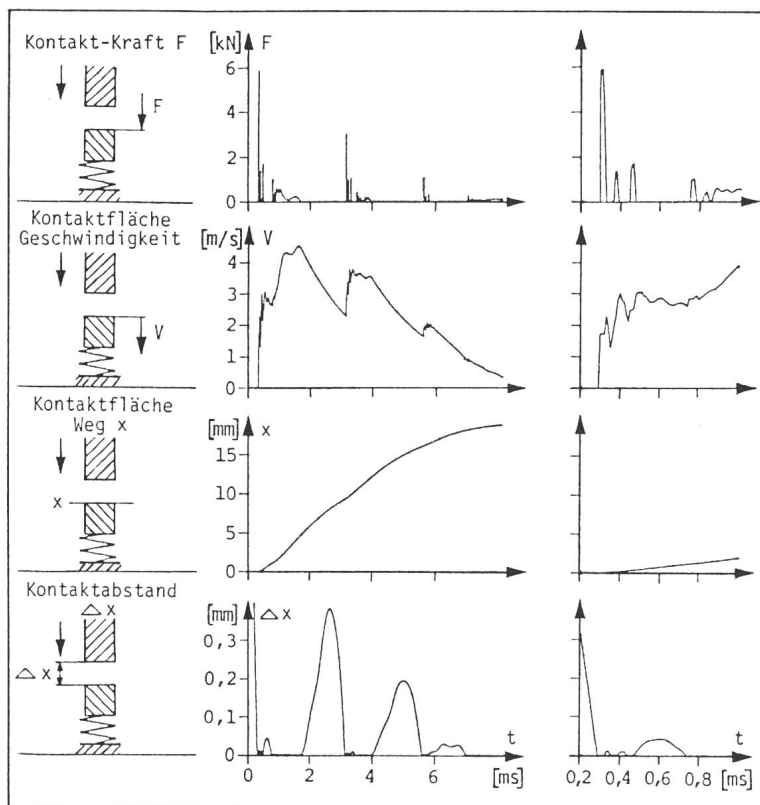 Kontakt-Kraft F
[kN] F
F
6
4
2
0
Kontaktfläche
Geschwindigkeit
[m/s] V
V
4
3
2
1
0
Kontaktfläche
Weg x
[mm] x
x
15
10
5
0
Kontaktabstand
△ x
[mm] △ x
△ x
0,3
0,2
0,1
0
t
0 2 4 6 [ms]
t
0,2 0,4 0,6 0,8 [ms]